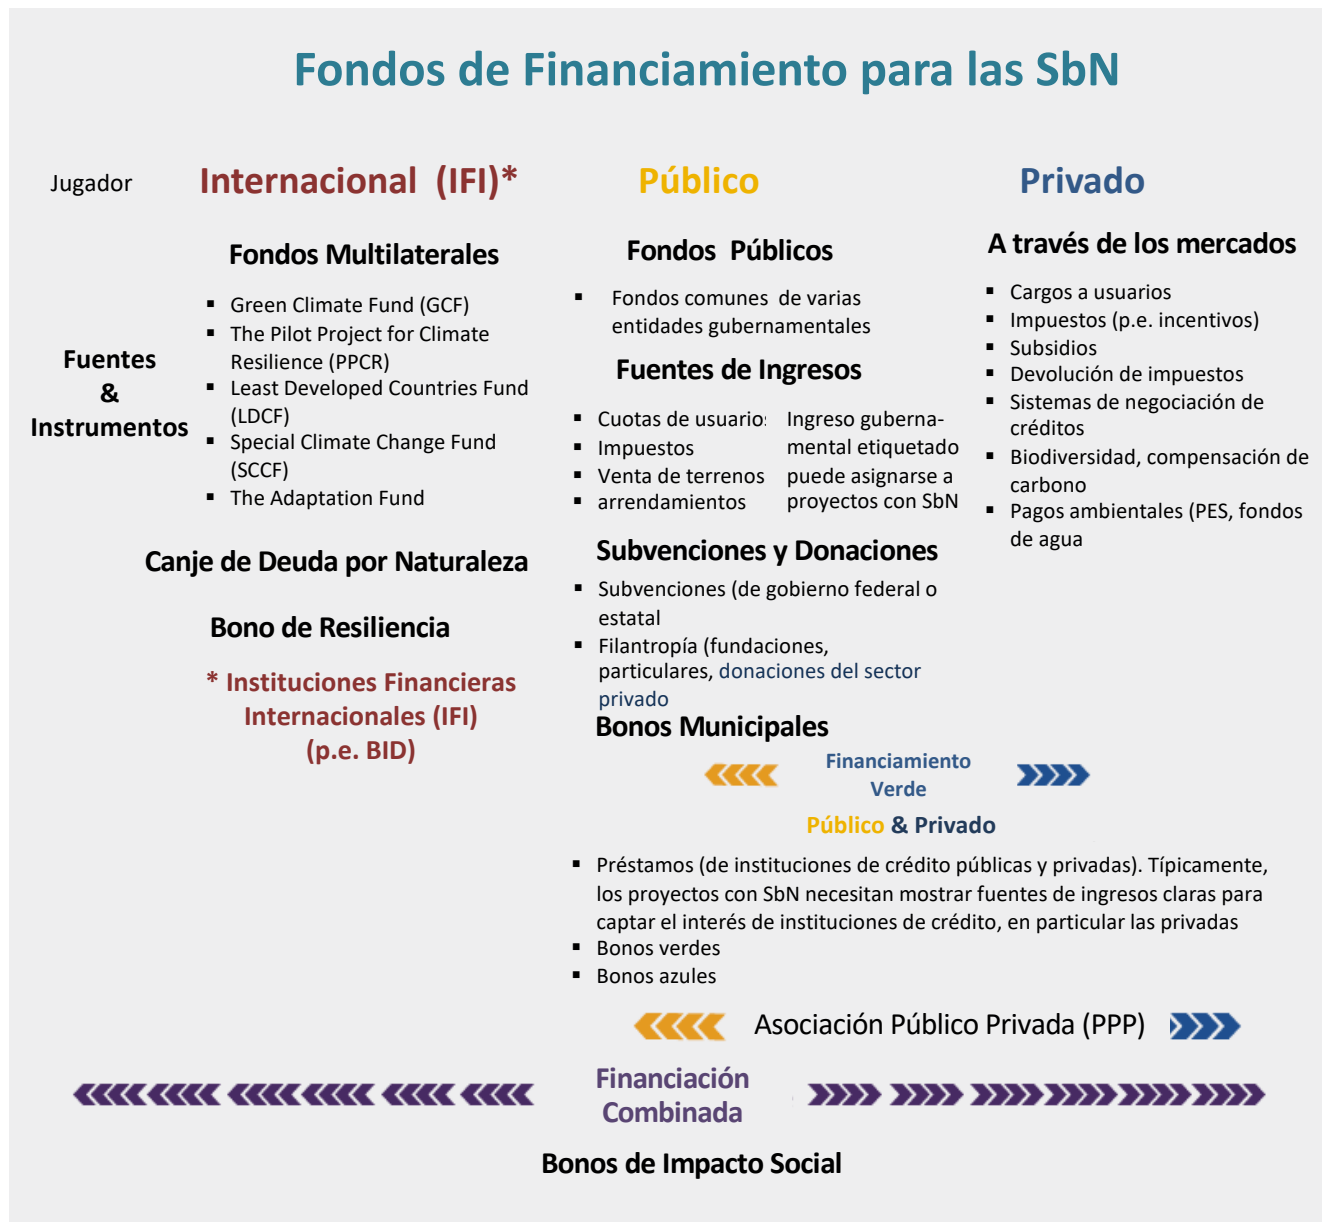 Fondos de Financiamiento para las SbN
Jugador
Internacional (IFI)*
Público
Privado
Fuentes
&
Instrumentos
Fondos Multilaterales
▪ Green Climate Fund (GCF)
▪ The Pilot Project for Climate
Resilience (PPCR)
▪ Least Developed Countries Fund
(LDCF)
▪ Special Climate Change Fund
(SCCF)
▪ The Adaptation Fund
Canje de Deuda por Naturaleza
Bono de Resiliencia
* Instituciones Financieras
Internacionales (IFI)
(p.e. BID)
Fondos Públicos
▪ Fondos comunes de varias
entidades gubernamentales
Fuentes de Ingresos
▪ Cuotas de usuario
▪ Impuestos
▪ Venta de terrenos
▪ arrendamientos
Ingreso guberna-
mental etiquetado
puede asignarse a
proyectos con SbN
Subvenciones y Donaciones
▪ Subvenciones (de gobierno federal o
estatal
▪ Filantropía (fundaciones,
particulares, donaciones del sector
privado
Bonos Municipales
A través de los mercados
▪ Cargos a usuarios
▪ Impuestos (p.e. incentivos)
▪ Subsidios
▪ Devolución de impuestos
▪ Sistemas de negociación de
créditos
▪ Biodiversidad, compensación de
carbono
▪ Pagos ambientales (PES, fondos
de agua
Financiamiento
Verde
Público & Privado
▪ Préstamos (de instituciones de crédito públicas y privadas). Típicamente,
los proyectos con SbN necesitan mostrar fuentes de ingresos claras para
captar el interés de instituciones de crédito, en particular las privadas
▪ Bonos verdes
▪ Bonos azules
Asociación Público Privada (PPP)
Financiación
Combinada
Bonos de Impacto Social